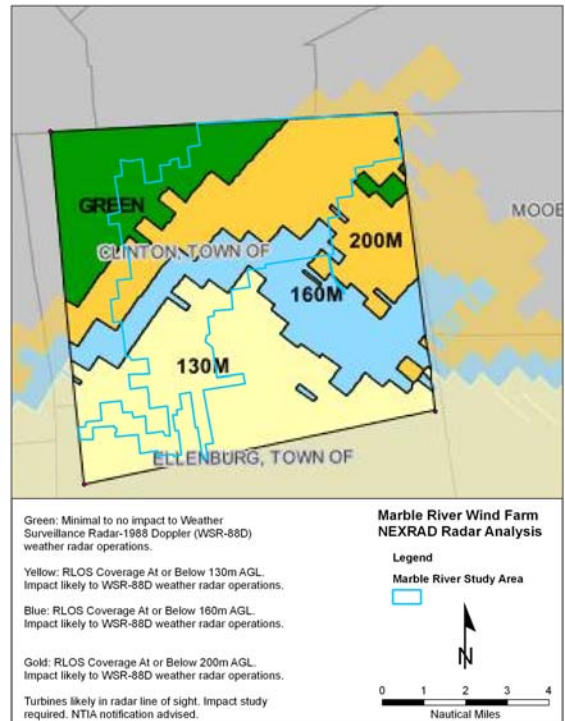 GREEN
MOOE
CLINTON, TOWN OF
200M
160M
130M
ELLENBURG, TOWN OF
Green: Minimal to no impact to Weather
Surveillance Radar-1988 Doppler (WSR-88D)
weather radar operations.
Yellow: RLOS Coverage At or Below 130m AGL.
Impact likely to WSR-88D weather radar operations.
Blue: RLOS Coverage At or Below 160m AGL.
Impact likely to WSR-88D weather radar operations.
Gold: RLOS Coverage At or Below 200m AGL.
Impact likely to WSR-88D weather radar operations.
Turbines likely in radar line of sight. Impact study
required. NTIA notification advised.
Marble River Wind Farm
NEXRAD Radar Analysis
Legend
Marble River Study Area
N
0 1 2 3 4
Nautical Miles